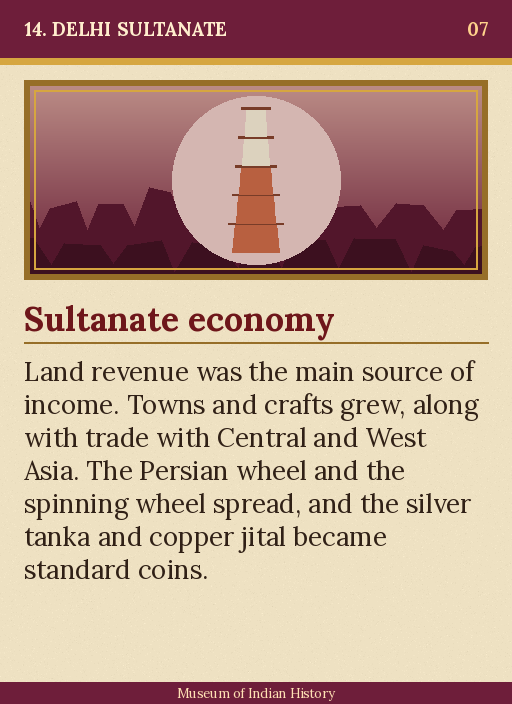 14. DELHI SULTANATE 07
Sultanate economy
Land revenue was the main source of
income. Towns and crafts grew, along
with trade with Central and West
Asia. The Persian wheel and the
spinning wheel spread, and the silver
tanka and copper jital became
standard coins.
Museum of Indian History